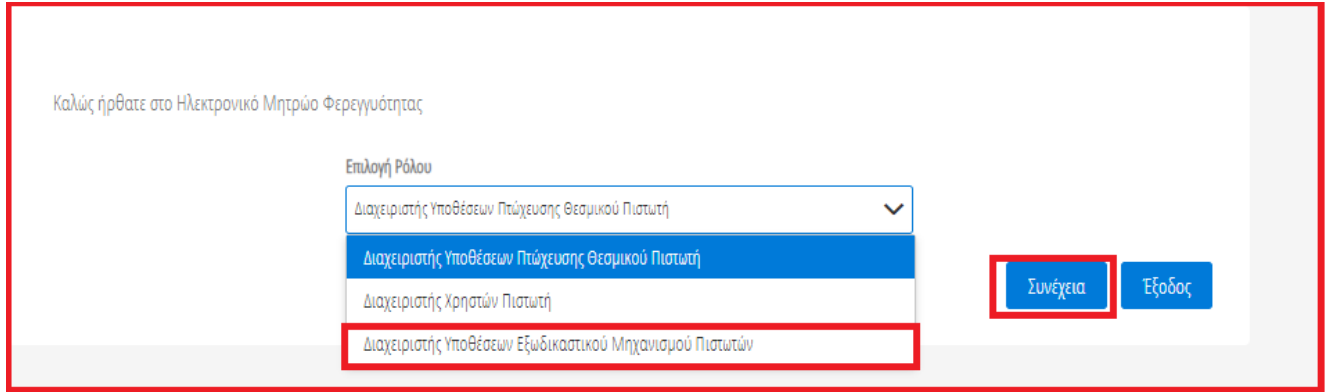 Καλώς ήρθατε στο Ηλεκτρονικό Μητρώο Φερεγγυότητας
Επιλογή Ρόλου
Διαχειριστής Υποθέσεων Πτώχευσης Θεσμικού Πιστωτή
Διαχειριστής Υποθέσεων Πτώχευσης Θεσμικού Πιστωτή
Διαχειριστής Χρηστών Πιστωτή
Διαχειριστής Υποθέσεων Εξωδικαστικού Μηχανισμού Πιστωτών
Συνέχεια
Έξοδος